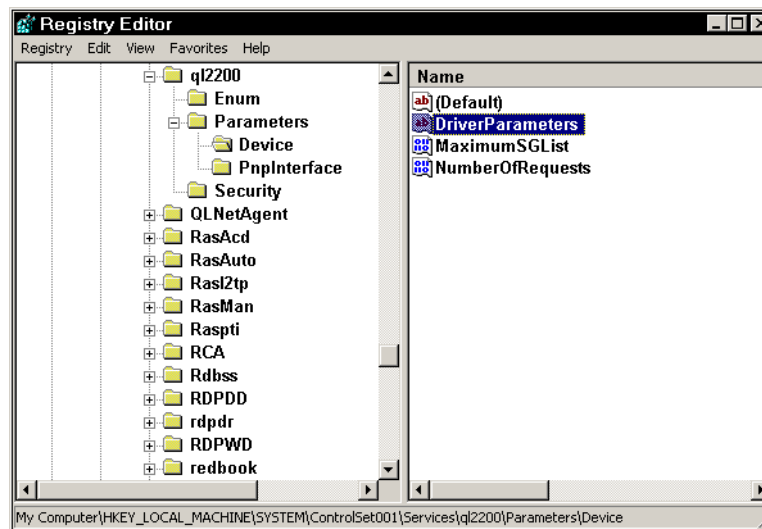 Registry Editor
Registry Edit View Favorites Help
ql2200
Enum
Parameters
Device
PnpInterface
Security
QLNetAgent
RasAcd
RasAuto
Rasl2tp
RasMan
Raspti
RCA
Rdbss
RDPDD
rdpdr
RDPWD
redbook
Name
(Default)
DriverParameters
MaximumSGList
NumberOfRequests
My Computer\HKEY_LOCAL_MACHINE\SYSTEM\ControlSet001\Services\ql2200\Parameters\Device